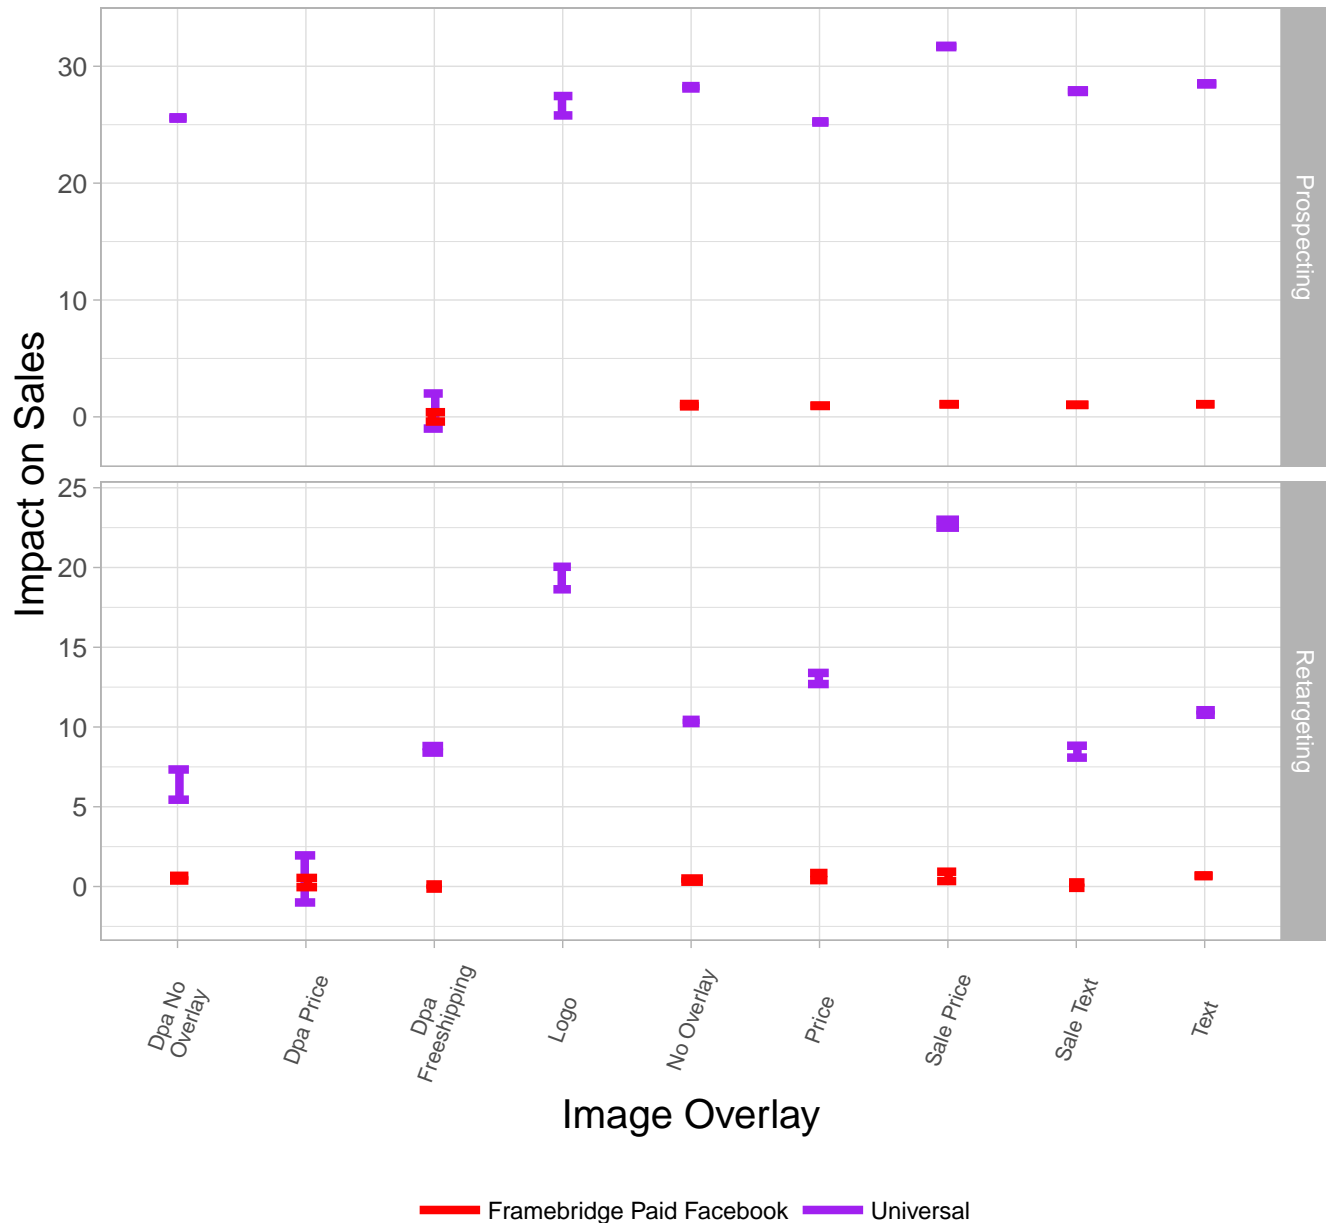 Impact on Sales
30
20
10
0
Prospecting
25
20
15
10
5
0
Retargeting
Dpa No
Overlay
Dpa Price
Dpa
Freeshipping
Logo
No Overlay
Price
Sale Price
Sale Text
Text
Image Overlay
Framebridge Paid Facebook
Universal